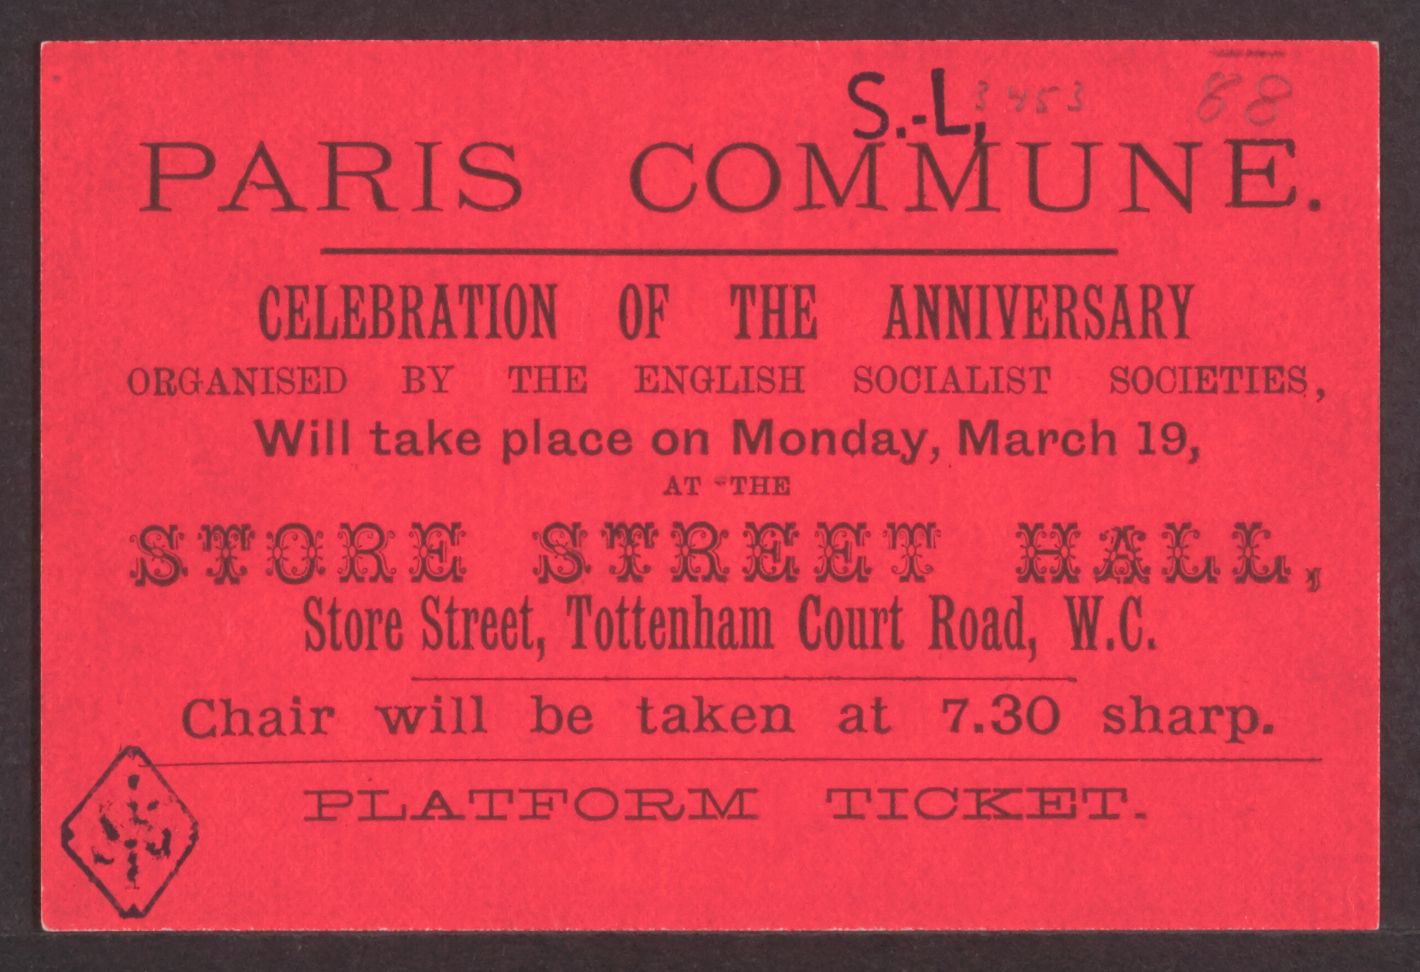 S.-L,
3453
88
PARIS COMMUNE.
CELEBRATION OF THE ANNIVERSARY
ORGANISED BY THE ENGLISH SOCIALIST SOCIETIES,
Will take place on Monday, March 19,
AT THE
STORE STREET HALL,
Store Street, Tottenham Court Road, W.C.
Chair will be taken at 7.30 sharp.
PLATFORM TICKET.